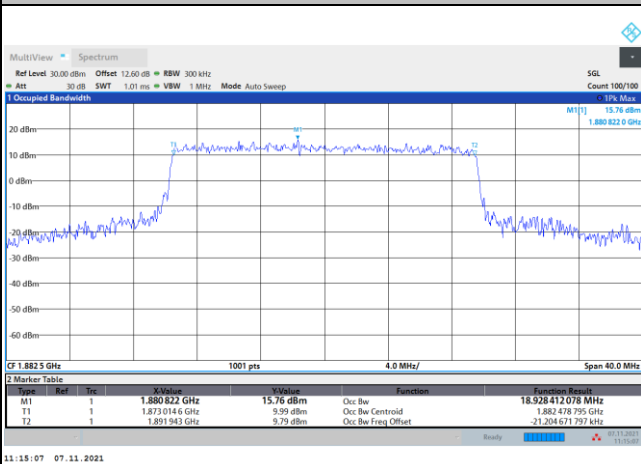 MultiView Spectrum
Ref Level 30.00 dBm Offset 12.60 dB RBW 300 kHz SGL
Att 30 dB SWT 1.01 ms VBW 1 MHz Mode Auto Sweep Count 100/100
1 Occupied Bandwidth 1Pk Max
M1[1] 15.76 dBm
1.880 822 0 GHz
M1
20 dBm
T1 T2
10 dBm
0 dBm
-10 dBm
-20 dBm
-30 dBm
-40 dBm
-50 dBm
-60 dBm
CF 1.882 5 GHz 1001 pts 4.0 MHz/ Span 40.0 MHz
2 Marker Table
Type Ref Trc X-Value Y-Value Function Function Result
M1 1 1.880 822 GHz 15.76 dBm Occ Bw 18.928 412 078 MHz
T1 1 1.873 014 6 GHz 9.99 dBm Occ Bw Centroid 1.882 478 795 GHz
T2 1 1.891 943 GHz 9.79 dBm Occ Bw Freq Offset -21.204 671 797 kHz
Ready 07.11.2021
11:15:07
11:15:07 07.11.2021